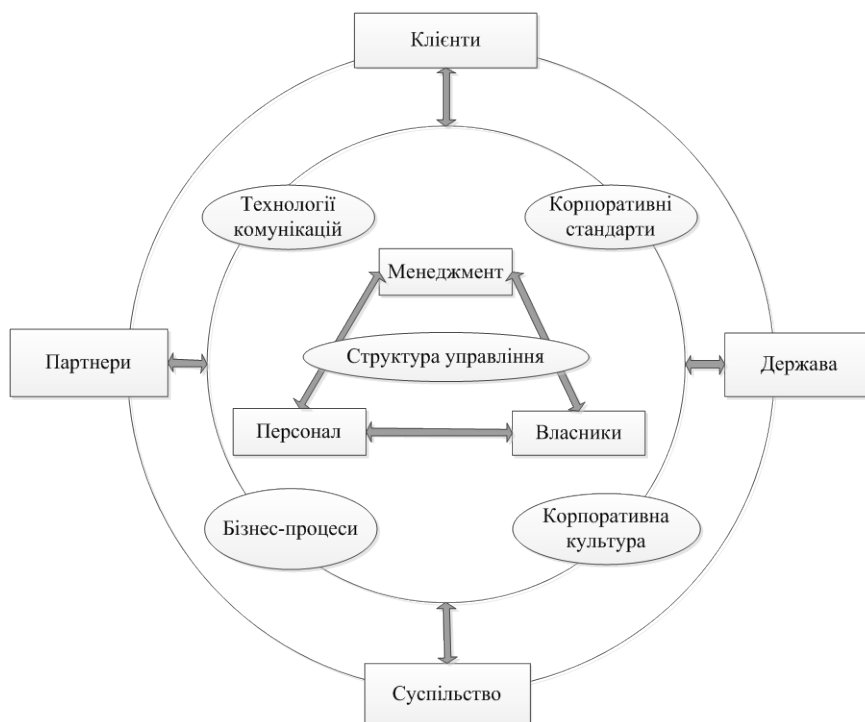 Клієнти
Технології
комунікацій
Корпоративні
стандарти
Менеджмент
Партнери
Структура управління
Держава
Персонал
Власники
Бізнес-процеси
Корпоративна
культура
Суспільство